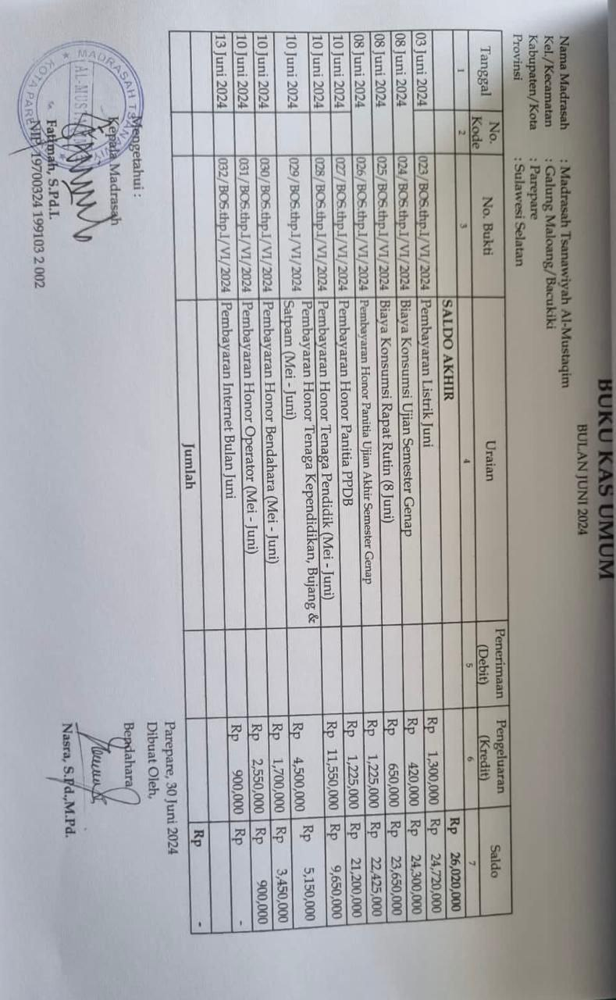 BUKU KAS UMUM
BULAN JUNI 2024
Nama Madrasah : Madrasah Tsanawiyah Al-Mustaqim
Kel./Kecamatan : Galung Maloang/Bacukiki
Kabupaten/Kota : Parepare
Provinsi : Sulawesi Selatan
Tanggal No. Kode No. Bukti Uraian Penerimaan (Debit) Pengeluaran (Kredit) Saldo
1 2 3 4 5 6 7
SALDO AKHIR Rp 26,020,000
03 Juni 2024 023/BOS.thp.I/VI/2024 Pembayaran Listrik Juni Rp 1,300,000 Rp 24,720,000
08 Juni 2024 024/BOS.thp.I/VI/2024 Biaya Konsumsi Ujian Semester Genap Rp 420,000 Rp 24,300,000
08 Juni 2024 025/BOS.thp.I/VI/2024 Biaya Konsumsi Rapat Rutin (8 Juni) Rp 650,000 Rp 23,650,000
08 Juni 2024 026/BOS.thp.I/VI/2024 Pembayaran Honor Panitia Ujian Akhir Semester Genap Rp 1,225,000 Rp 22,425,000
10 Juni 2024 027/BOS.thp.I/VI/2024 Pembayaran Honor Panitia PPDB Rp 1,225,000 Rp 21,200,000
10 Juni 2024 028/BOS.thp.I/VI/2024 Pembayaran Honor Tenaga Pendidik (Mei - Juni) Rp 11,550,000 Rp 9,650,000
10 Juni 2024 029/BOS.thp.I/VI/2024 Pembayaran Honor Tenaga Kependidikan, Bujang &
Satpam (Mei - Juni) Rp 4,500,000 Rp 5,150,000
10 Juni 2024 030/BOS.thp.I/VI/2024 Pembayaran Honor Bendahara (Mei - Juni) Rp 1,700,000 Rp 3,450,000
10 Juni 2024 031/BOS.thp.I/VI/2024 Pembayaran Honor Operator (Mei - Juni) Rp 2,550,000 Rp 900,000
13 Juni 2024 032/BOS.thp.I/VI/2024 Pembayaran Internet Bulan Juni Rp 900,000 Rp -
Jumlah Rp -
Parepare, 30 Juni 2024
Mengetahui :
Dibuat Oleh,
Kepala Madrasah
Bendahara
MADRASAH TSANAWIYAH
AL-MUSTAQIM
KOTA PARE
Fatimah, S.Pd.I.
NIP. 19700324 199103 2 002
Nasra, S.Pd.,M.Pd.